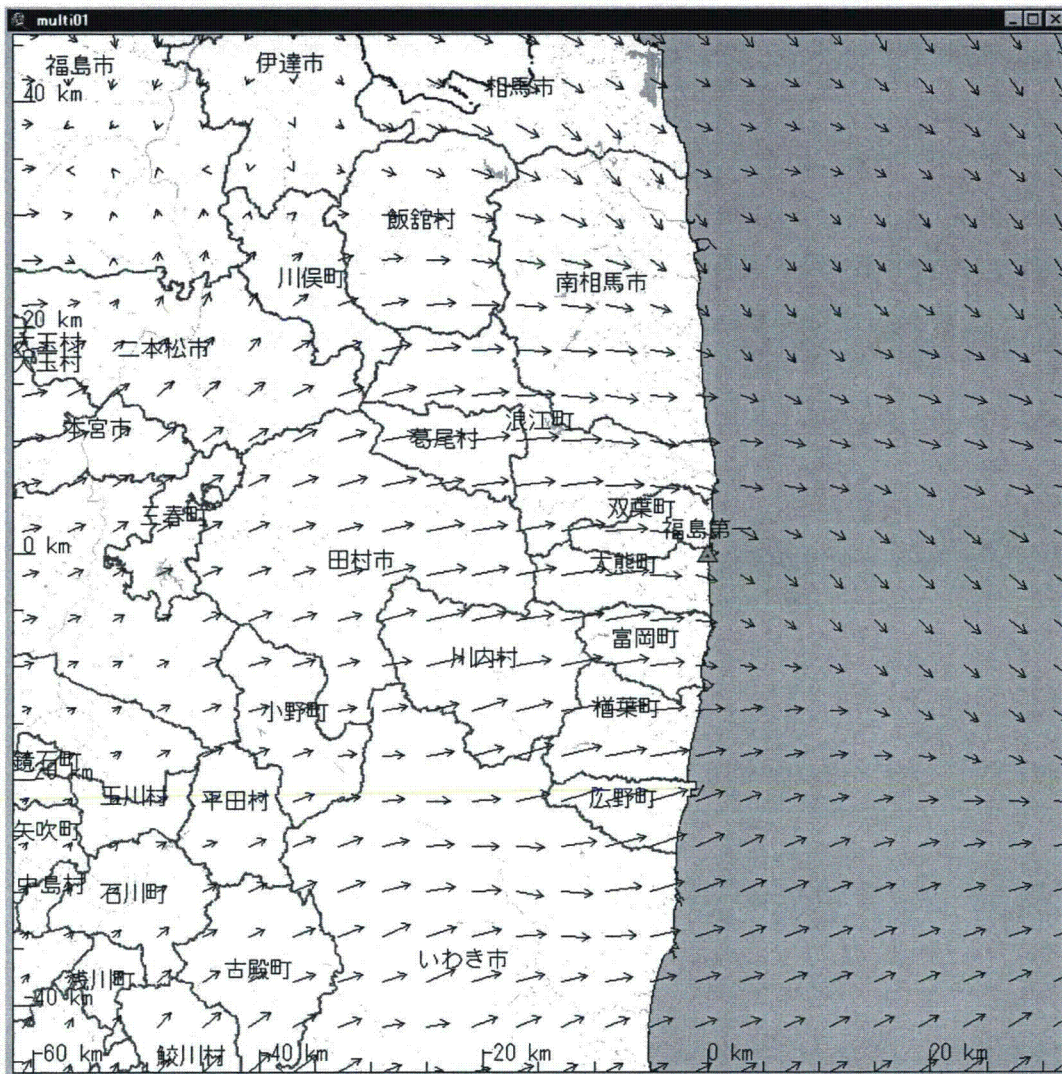 multi01
福島市
伊達市
相馬市
40 km
飯舘村
川俣町
南相馬市
20 km
大玉村
二本松市
大玉村
本宮市
浪江町
葛尾村
双葉町
三春町
福島第一
0 km
田村市
大熊町
富岡町
川内村
小野町
楢葉町
鏡石町
-20 km
玉川村
平田村
広野町
矢吹町
中島村
石川町
いわき市
古殿町
浅川町
-40 km
-60 km
鮫川村
-40 km
-20 km
0 km
20 km